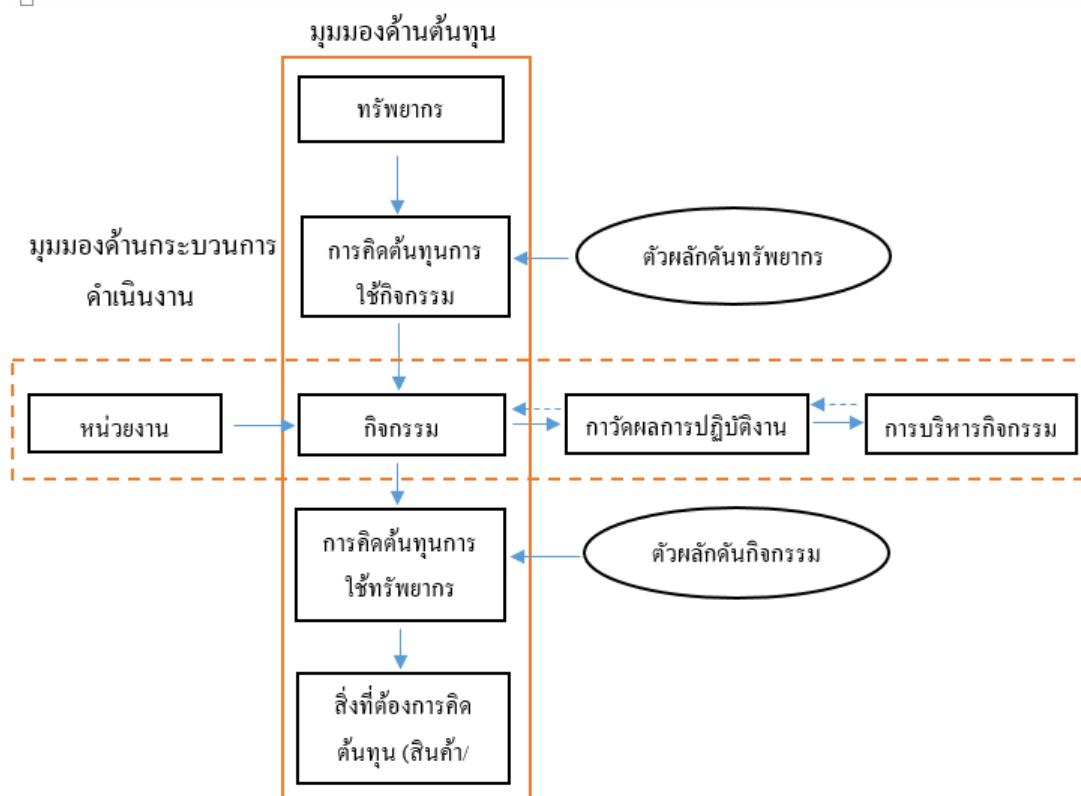 มุมมองด้านต้นทุน
ทรัพยากร
มุมมองด้านกระบวนการ
ดำเนินงาน
การคิดต้นทุนการ
ใช้กิจกรรม
ตัวผลักดันทรัพยากร
หน่วยงาน
กิจกรรม
กาวัดผลการปฏิบัติงาน
การบริหารกิจกรรม
การคิดต้นทุนการ
ใช้ทรัพยากร
ตัวผลักดันกิจกรรม
สิ่งที่ต้องการคิด
ต้นทุน (สินค้า/